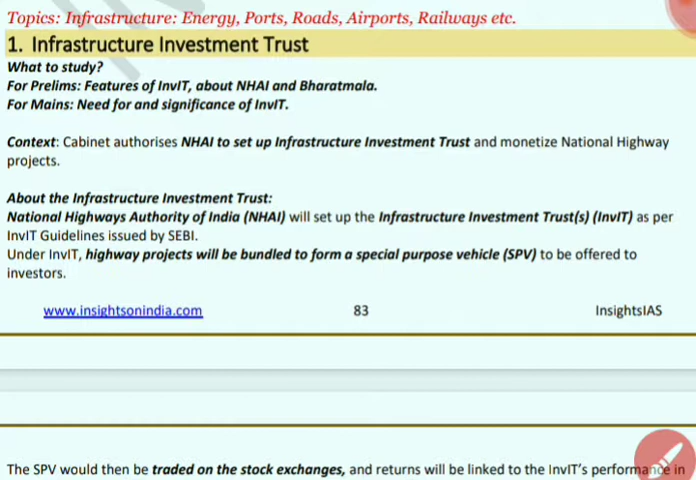 Topics: Infrastructure: Energy, Ports, Roads, Airports, Railways etc.
1. Infrastructure Investment Trust
What to study?
For Prelims: Features of InvIT, about NHAI and Bharatmala.
For Mains: Need for and significance of InvIT.
Context: Cabinet authorises NHAI to set up Infrastructure Investment Trust and monetize National Highway
projects.
About the Infrastructure Investment Trust:
National Highways Authority of India (NHAI) will set up the Infrastructure Investment Trust(s) (InvIT) as per
InvIT Guidelines issued by SEBI.
Under InvIT, highway projects will be bundled to form a special purpose vehicle (SPV) to be offered to
investors.
www.insightsonindia.com 83 InsightsIAS
The SPV would then be traded on the stock exchanges, and returns will be linked to the InvIT's performance in